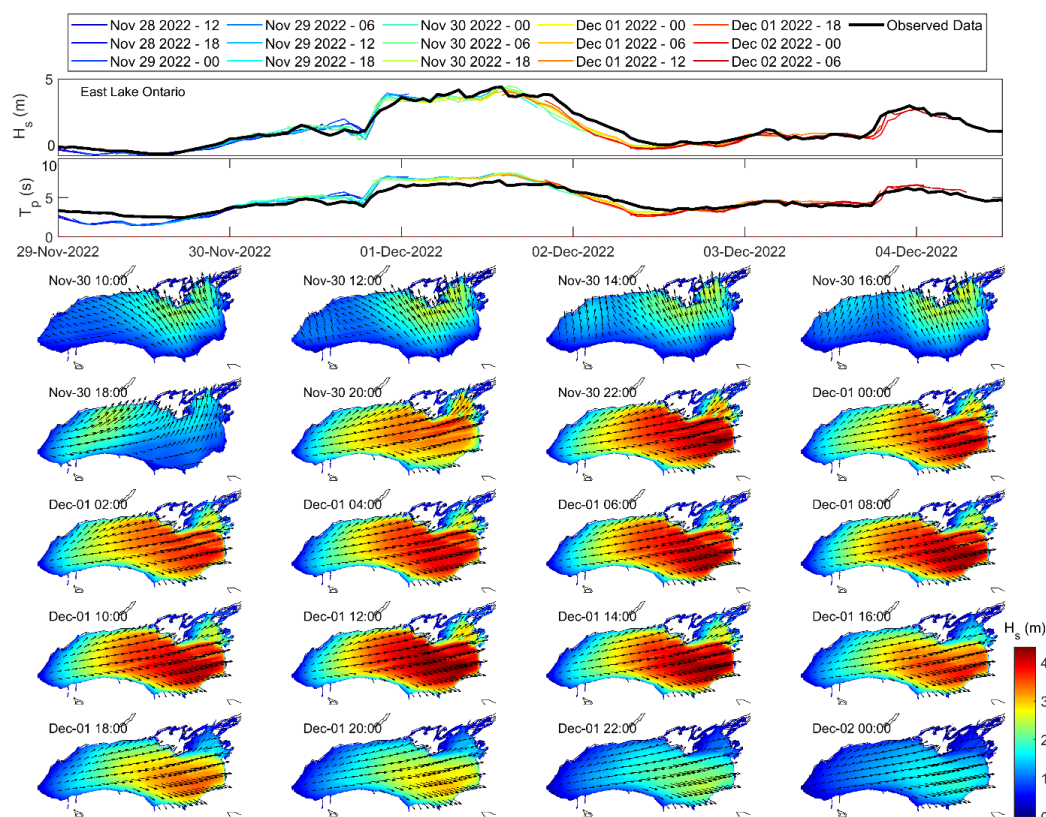 Nov 28 2022 - 12 Nov 29 2022 - 06 Nov 30 2022 - 00 Dec 01 2022 - 00 Dec 01 2022 - 18 Observed Data
Nov 28 2022 - 18 Nov 29 2022 - 12 Nov 30 2022 - 06 Dec 01 2022 - 06 Dec 02 2022 - 00
Nov 29 2022 - 00 Nov 29 2022 - 18 Nov 30 2022 - 18 Dec 01 2022 - 12 Dec 02 2022 - 06
5
East Lake Ontario
H_s (m)
0
10
T_p (s)
5
0
29-Nov-2022 30-Nov-2022 01-Dec-2022 02-Dec-2022 03-Dec-2022 04-Dec-2022
Nov-30 10:00 Nov-30 12:00 Nov-30 14:00 Nov-30 16:00
Nov-30 18:00 Nov-30 20:00 Nov-30 22:00 Dec-01 00:00
Dec-01 02:00 Dec-01 04:00 Dec-01 06:00 Dec-01 08:00
Dec-01 10:00 Dec-01 12:00 Dec-01 14:00 Dec-01 16:00
H_s (m)
4
3
2
1
0
Dec-01 18:00 Dec-01 20:00 Dec-01 22:00 Dec-02 00:00